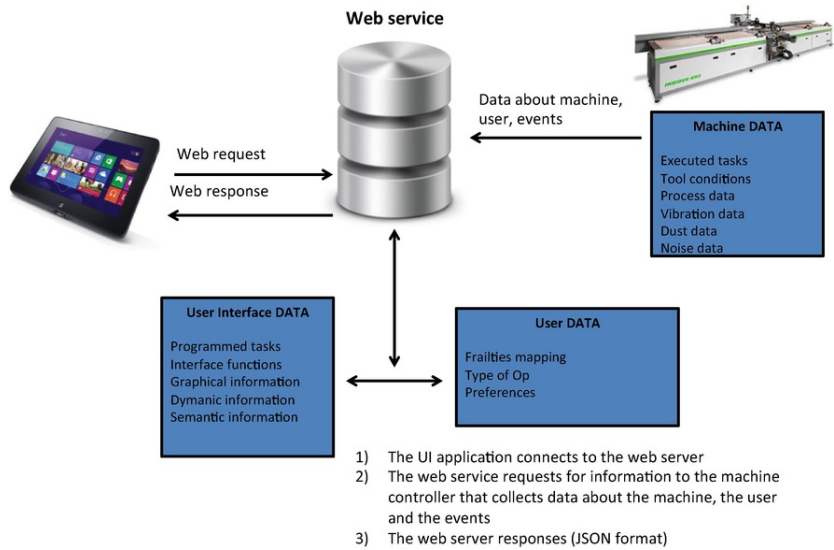 Web service
Data about machine,
user, events
INSIDER M82
Machine DATA
Executed tasks
Tool conditions
Process data
Vibration data
Dust data
Noise data
Web request
Web response
User Interface DATA
Programmed tasks
Interface functions
Graphical information
Dymanic information
Semantic information
User DATA
Frailties mapping
Type of Op
Preferences
1) The UI application connects to the web server
2) The web service requests for information to the machine
controller that collects data about the machine, the user
and the events
3) The web server responses (JSON format)